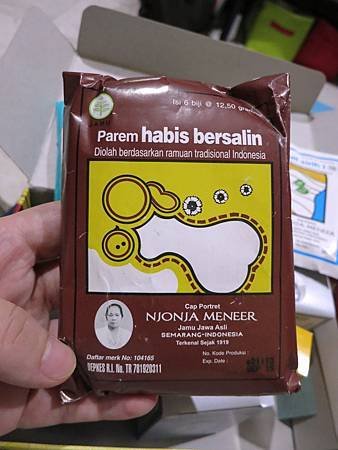 Isi 6 biji @ 12,50 gram
JAMU
Parem habis bersalin
Diolah berdasarkan ramuan tradisional Indonesia
Cap Portret
NJONJA MENEER
Jamu Jawa Asli
SEMARANG-INDONESIA
Terkenal Sejak 1919
No. Kode Produksi :
Exp. Date :
Daftar merk No: 104165
DEPKES R.I. No. TR 781920311